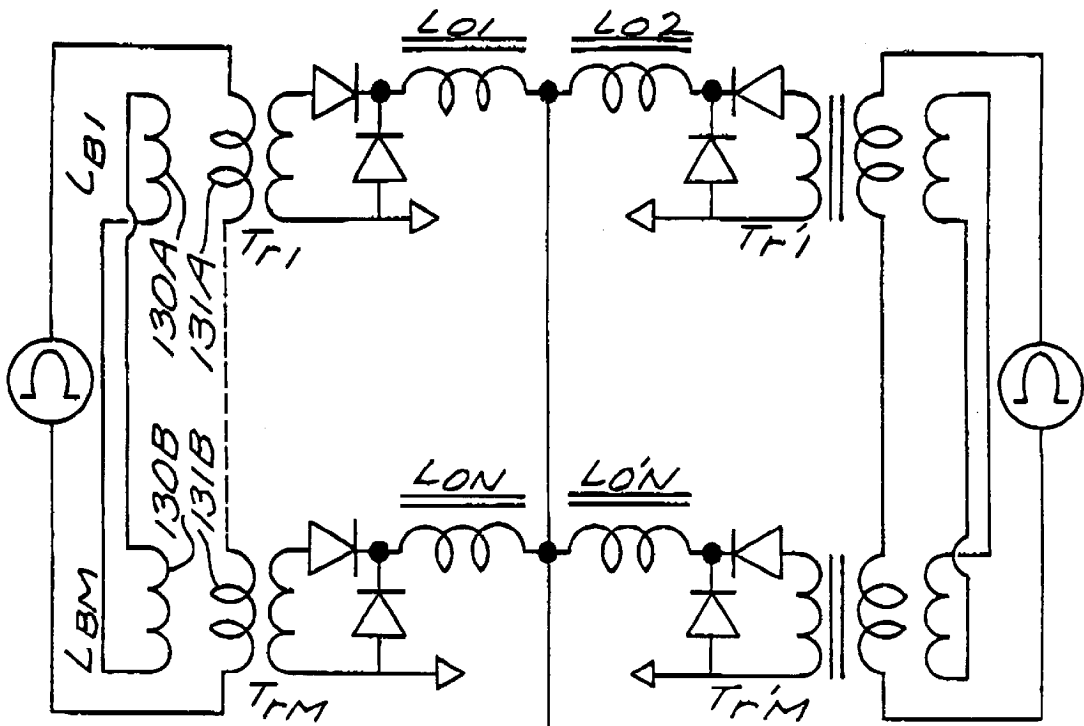 LO1
LO2
LB1
Tr1
Tr'1
130A
131A
Ω
Ω
130B
131B
LON
LO'N
LBM
TrM
Tr'M